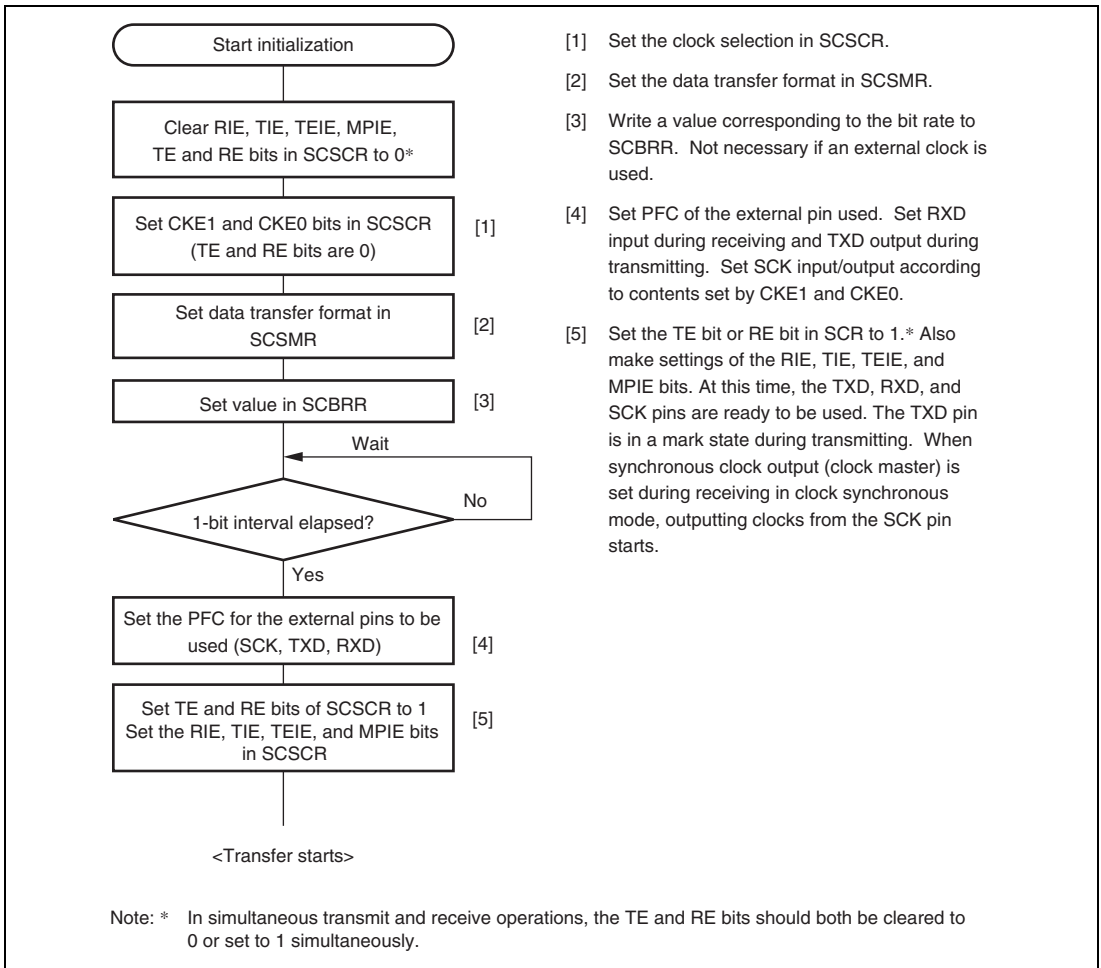 Start initialization
Clear RIE, TIE, TEIE, MPIE,
TE and RE bits in SCSCR to 0*
Set CKE1 and CKE0 bits in SCSCR
(TE and RE bits are 0)
[1]
Set data transfer format in
SCSMR
[2]
Set value in SCBRR
[3]
Wait
No
1-bit interval elapsed?
Yes
Set the PFC for the external pins to be
used (SCK, TXD, RXD)
[4]
Set TE and RE bits of SCSCR to 1
Set the RIE, TIE, TEIE, and MPIE bits
in SCSCR
[5]
<Transfer starts>
[1] Set the clock selection in SCSCR.
[2] Set the data transfer format in SCSMR.
[3] Write a value corresponding to the bit rate to
SCBRR. Not necessary if an external clock is
used.
[4] Set PFC of the external pin used. Set RXD
input during receiving and TXD output during
transmitting. Set SCK input/output according
to contents set by CKE1 and CKE0.
[5] Set the TE bit or RE bit in SCR to 1.* Also
make settings of the RIE, TIE, TEIE, and
MPIE bits. At this time, the TXD, RXD, and
SCK pins are ready to be used. The TXD pin
is in a mark state during transmitting. When
synchronous clock output (clock master) is
set during receiving in clock synchronous
mode, outputting clocks from the SCK pin
starts.
Note: * In simultaneous transmit and receive operations, the TE and RE bits should both be cleared to
0 or set to 1 simultaneously.